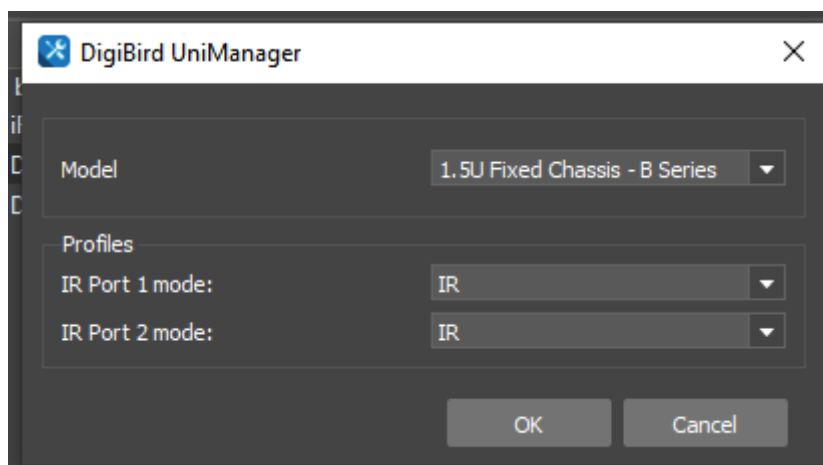 DigiBird UniManager
Model 1.5U Fixed Chassis - B Series
Profiles
IR Port 1 mode: IR
IR Port 2 mode: IR
OK Cancel